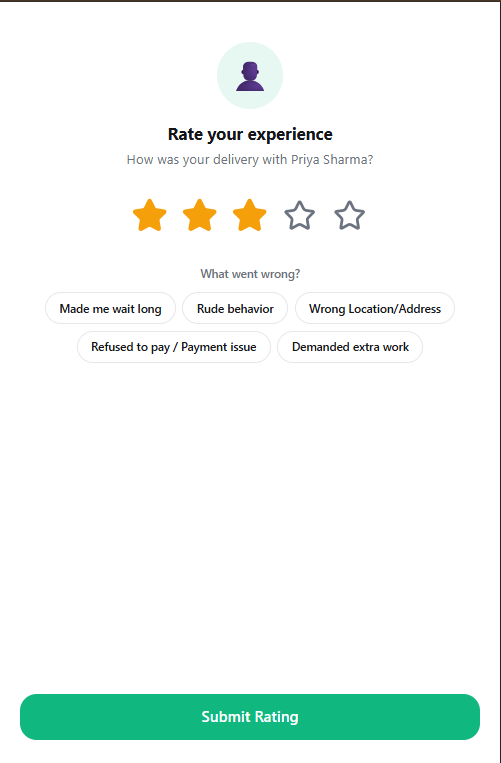 Rate your experience
How was your delivery with Priya Sharma?
What went wrong?
Made me wait long Rude behavior Wrong Location/Address
Refused to pay / Payment issue Demanded extra work
Submit Rating